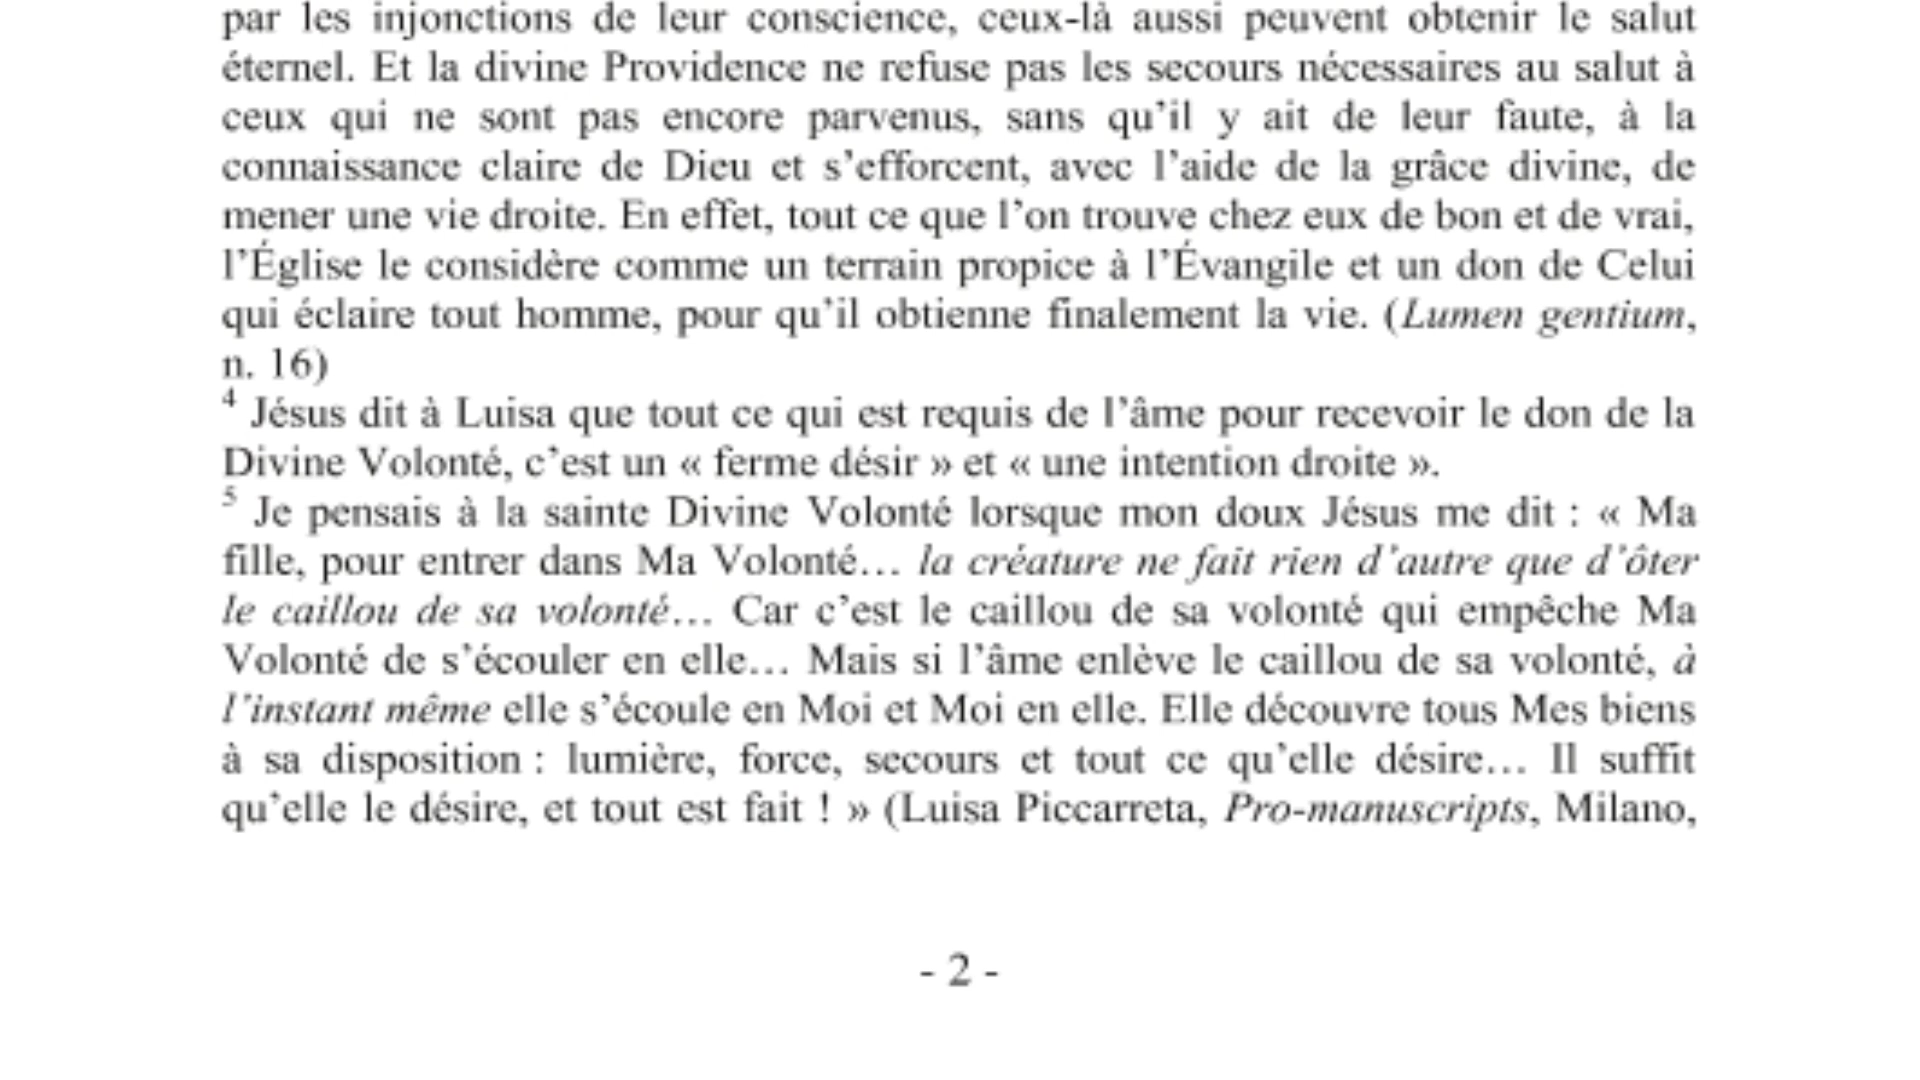 par les injonctions de leur conscience, ceux-là aussi peuvent obtenir le salut
éternel. Et la divine Providence ne refuse pas les secours nécessaires au salut à
ceux qui ne sont pas encore parvenus, sans qu’il y ait de leur faute, à la
connaissance claire de Dieu et s’efforcent, avec l’aide de la grâce divine, de
mener une vie droite. En effet, tout ce que l’on trouve chez eux de bon et de vrai,
l’Église le considère comme un terrain propice à l’Évangile et un don de Celui
qui éclaire tout homme, pour qu’il obtienne finalement la vie. (Lumen gentium,
n. 16)
4 Jésus dit à Luisa que tout ce qui est requis de l’âme pour recevoir le don de la
Divine Volonté, c’est un « ferme désir » et « une intention droite ».
5 Je pensais à la sainte Divine Volonté lorsque mon doux Jésus me dit : « Ma
fille, pour entrer dans Ma Volonté… la créature ne fait rien d’autre que d’ôter
le caillou de sa volonté… Car c’est le caillou de sa volonté qui empêche Ma
Volonté de s’écouler en elle… Mais si l’âme enlève le caillou de sa volonté, à
l’instant même elle s’écoule en Moi et Moi en elle. Elle découvre tous Mes biens
à sa disposition : lumière, force, secours et tout ce qu’elle désire… Il suffit
qu’elle le désire, et tout est fait ! » (Luisa Piccarreta, Pro-manuscripts, Milano,
- 2 -